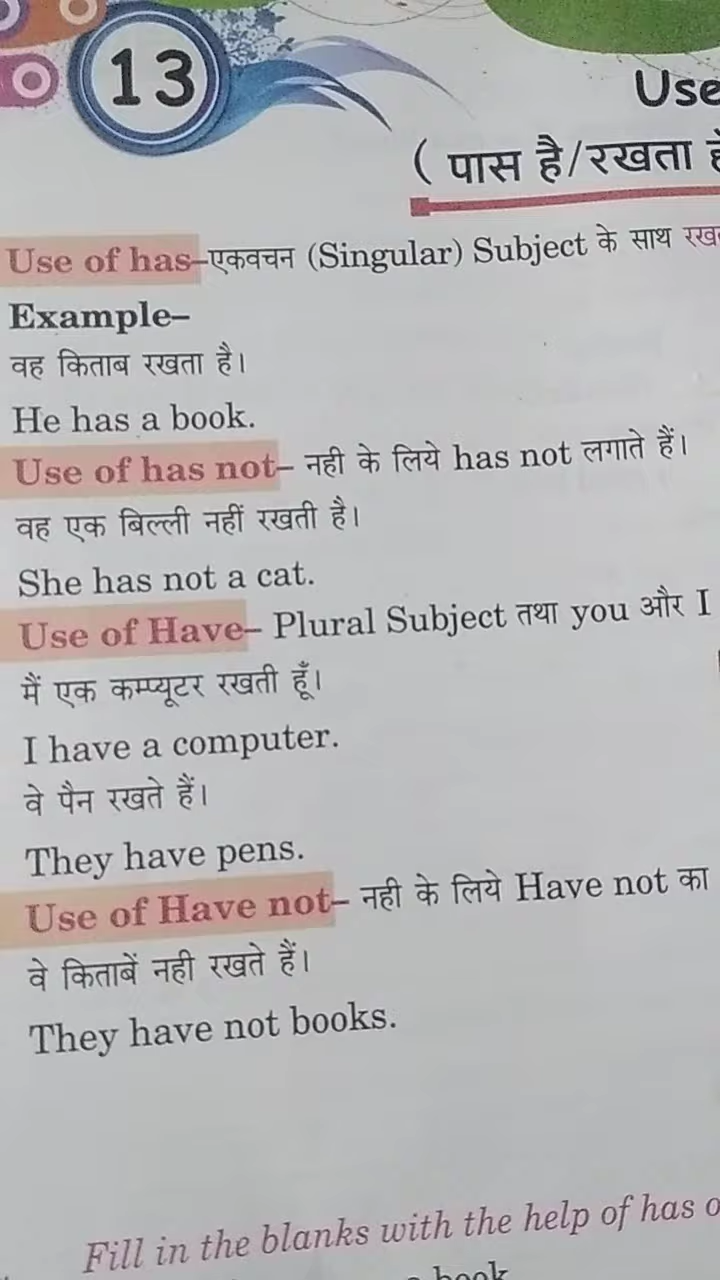 13
Use
( पास है/रखता
Use of has–एकवचन (Singular) Subject के साथ
Example–
वह किताब रखता है।
He has a book.
Use of has not– नही के लिये has not लगाते हैं।
वह एक बिल्ली नहीं रखती है।
She has not a cat.
Use of Have– Plural Subject तथा you और I
मैं एक कम्प्यूटर रखती हूँ।
I have a computer.
वे पैन रखते हैं।
They have pens.
Use of Have not– नही के लिये Have not का
वे किताबें नही रखते हैं।
They have not books.
Fill in the blanks with the help of has
book